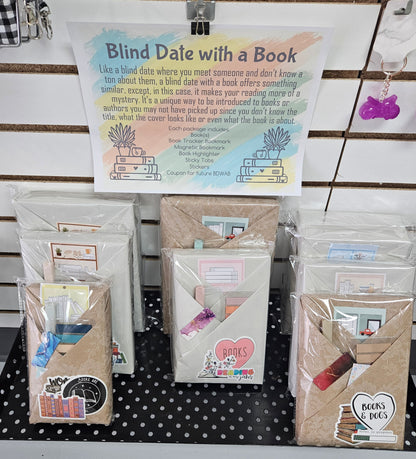 Blind Date with a Book
Like a blind date where you meet someone and don't know a
ton about them, a blind date with a book offers something
similar, except, in this case, it makes your reading more of a
mystery. It's a unique way to be introduced to books or
authors you may not have picked up since you don't know the
title, what the cover looks like or even what the book is about.
Each package includes:
Book(s)
Book Tracker Bookmark
Magnetic Bookmark
Book Highlighter
Sticky Tabs
Stickers
Coupon for future BDWAB
BOOKS
READING
BOOKS
& DOGS